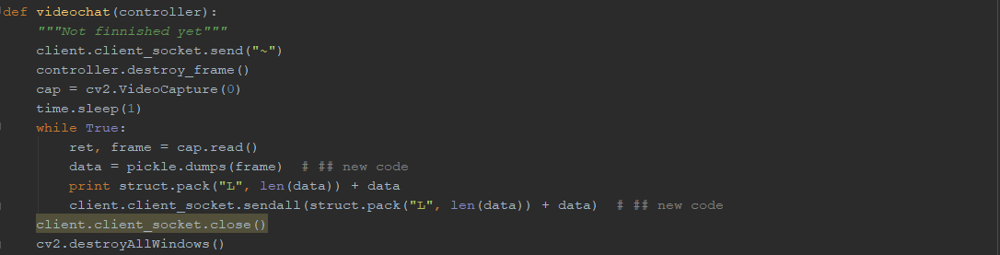 def videochat(controller):
    """Not finnished yet"""
    client.client_socket.send("~")
    controller.destroy_frame()
    cap = cv2.VideoCapture(0)
    time.sleep(1)
    while True:
        ret, frame = cap.read()
        data = pickle.dumps(frame)  # ## new code
        print struct.pack("L", len(data)) + data
        client.client_socket.sendall(struct.pack("L", len(data)) + data)  # ## new code
    client.client_socket.close()
    cv2.destroyAllWindows()